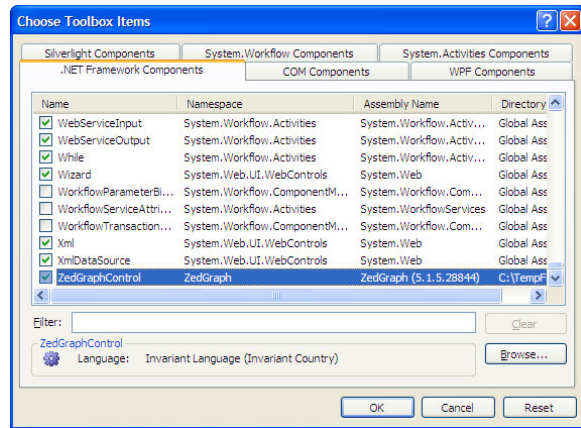 Choose Toolbox Items
Silverlight Components System.Workflow Components System.Activities Components
.NET Framework Components COM Components WPF Components
Name Namespace Assembly Name Directory
WebServiceInput System.Workflow.Activities System.Workflow.Activ... Global Ass
WebServiceOutput System.Workflow.Activities System.Workflow.Activ... Global Ass
While System.Workflow.Activities System.Workflow.Activ... Global Ass
Wizard System.Web.UI.WebControls System.Web Global Ass
WorkflowParameterBi... System.Workflow.ComponentM... System.Workflow.Com... Global Ass
WorkflowServiceAttri... System.Workflow.Activities System.WorkflowServices Global Ass
WorkflowTransaction... System.Workflow.ComponentM... System.Workflow.Com... Global Ass
Xml System.Web.UI.WebControls System.Web Global Ass
XmlDataSource System.Web.UI.WebControls System.Web Global Ass
ZedGraphControl ZedGraph ZedGraph (5.1.5.28844) C:\TempF
Filter: Clear
ZedGraphControl
Language: Invariant Language (Invariant Country) Browse...
OK Cancel Reset